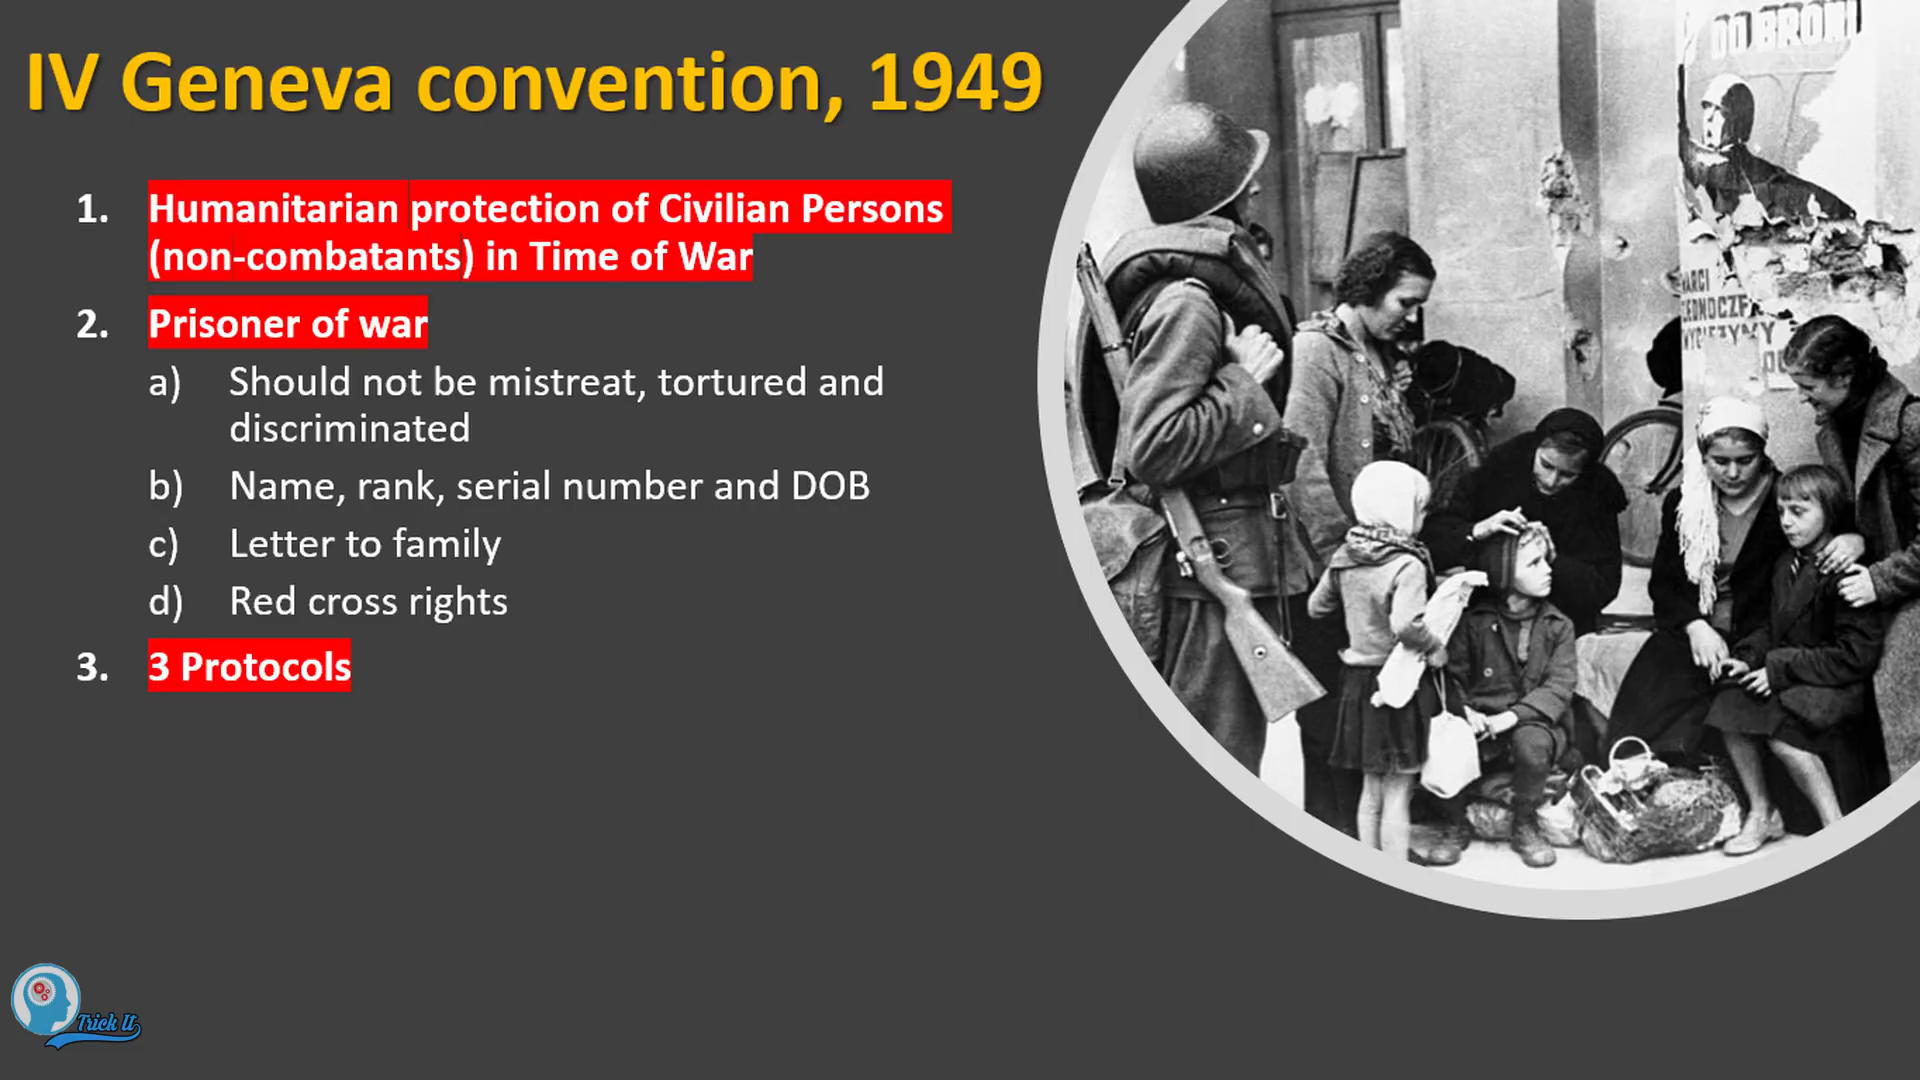 IV Geneva convention, 1949
1. Humanitarian protection of Civilian Persons
(non-combatants) in Time of War
2. Prisoner of war
a) Should not be mistreat, tortured and
discriminated
b) Name, rank, serial number and DOB
c) Letter to family
d) Red cross rights
3. 3 Protocols
DO BRONI
Trick It